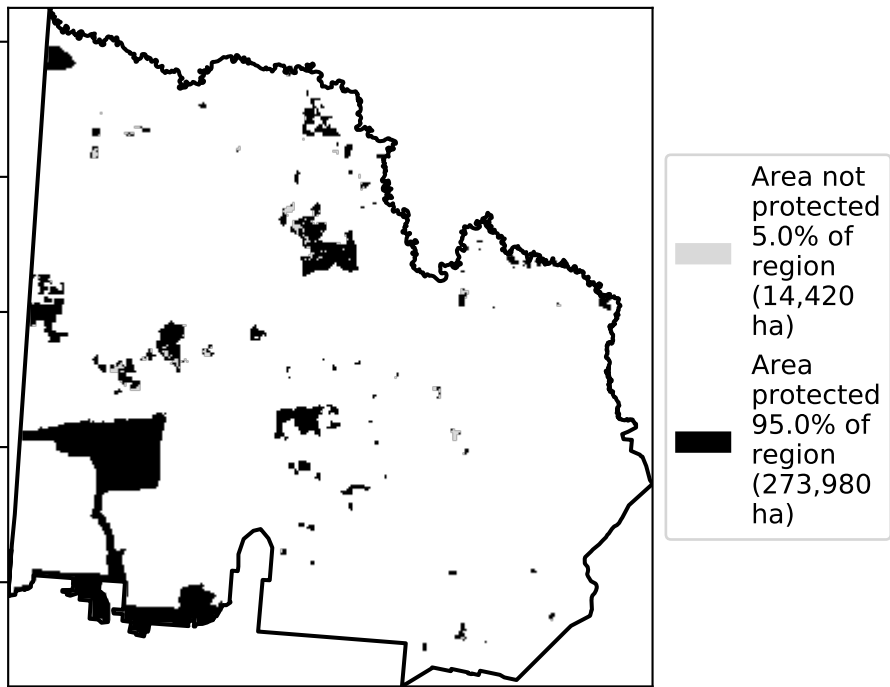 Area not
protected
5.0% of
region
(14,420
ha)
Area
protected
95.0% of
region
(273,980
ha)